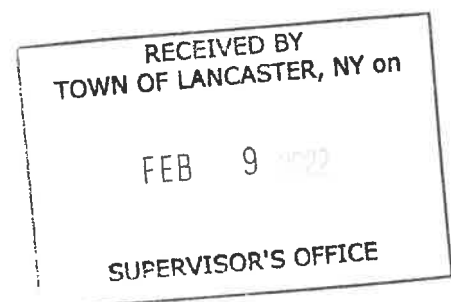 RECEIVED BY
TOWN OF LANCASTER, NY on
FEB 9
SUPERVISOR'S OFFICE